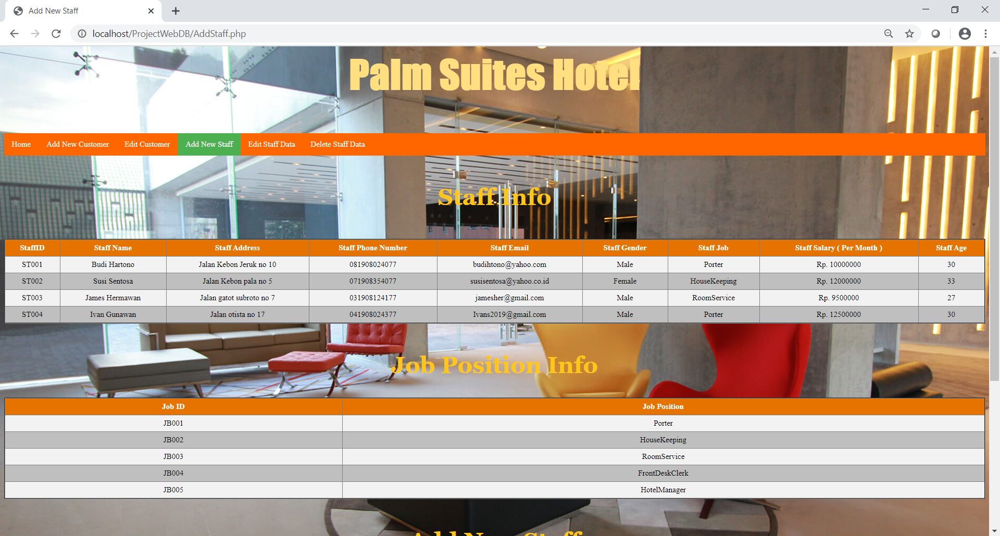 Add New Staff
localhost/ProjectWebDB/AddStaff.php
Palm Suites Hotel
Home Add New Customer Edit Customer Add New Staff Edit Staff Data Delete Staff Data
Staff Info
StaffID Staff Name Staff Address Staff Phone Number Staff Email Staff Gender Staff Job Staff Salary ( Per Month ) Staff Age
ST001 Budi Hartono Jalan Kebon Jeruk no 10 081908024077 budihtono@yahoo.com Male Porter Rp. 10000000 30
ST002 Susi Sentosa Jalan Kebon pala no 5 071908354077 susisentosa@yahoo.co.id Female HouseKeeping Rp. 12000000 33
ST003 James Hermawan Jalan gatot subroto no 7 031908124177 jamesher@gmail.com Male RoomService Rp. 9500000 27
ST004 Ivan Gunawan Jalan otista no 17 041908024377 Ivans2019@gmail.com Male Porter Rp. 12500000 30
Job Position Info
Job ID Job Position
JB001 Porter
JB002 HouseKeeping
JB003 RoomService
JB004 FrontDeskClerk
JB005 HotelManager
Add New Staff